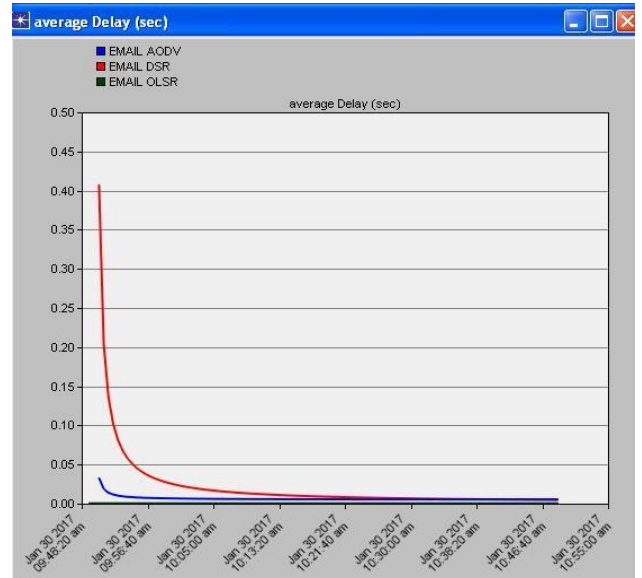 average Delay (sec)
EMAIL AODV
EMAIL DSR
EMAIL OLSR
average Delay (sec)
0.50
0.45
0.40
0.35
0.30
0.25
0.20
0.15
0.10
0.05
0.00
Jan 30 2017
09:48:20 am
Jan 30 2017
09:56:40 am
Jan 30 2017
10:05:00 am
Jan 30 2017
10:13:20 am
Jan 30 2017
10:21:40 am
Jan 30 2017
10:30:00 am
Jan 30 2017
10:38:20 am
Jan 30 2017
10:46:40 am
Jan 30 2017
10:55:00 am